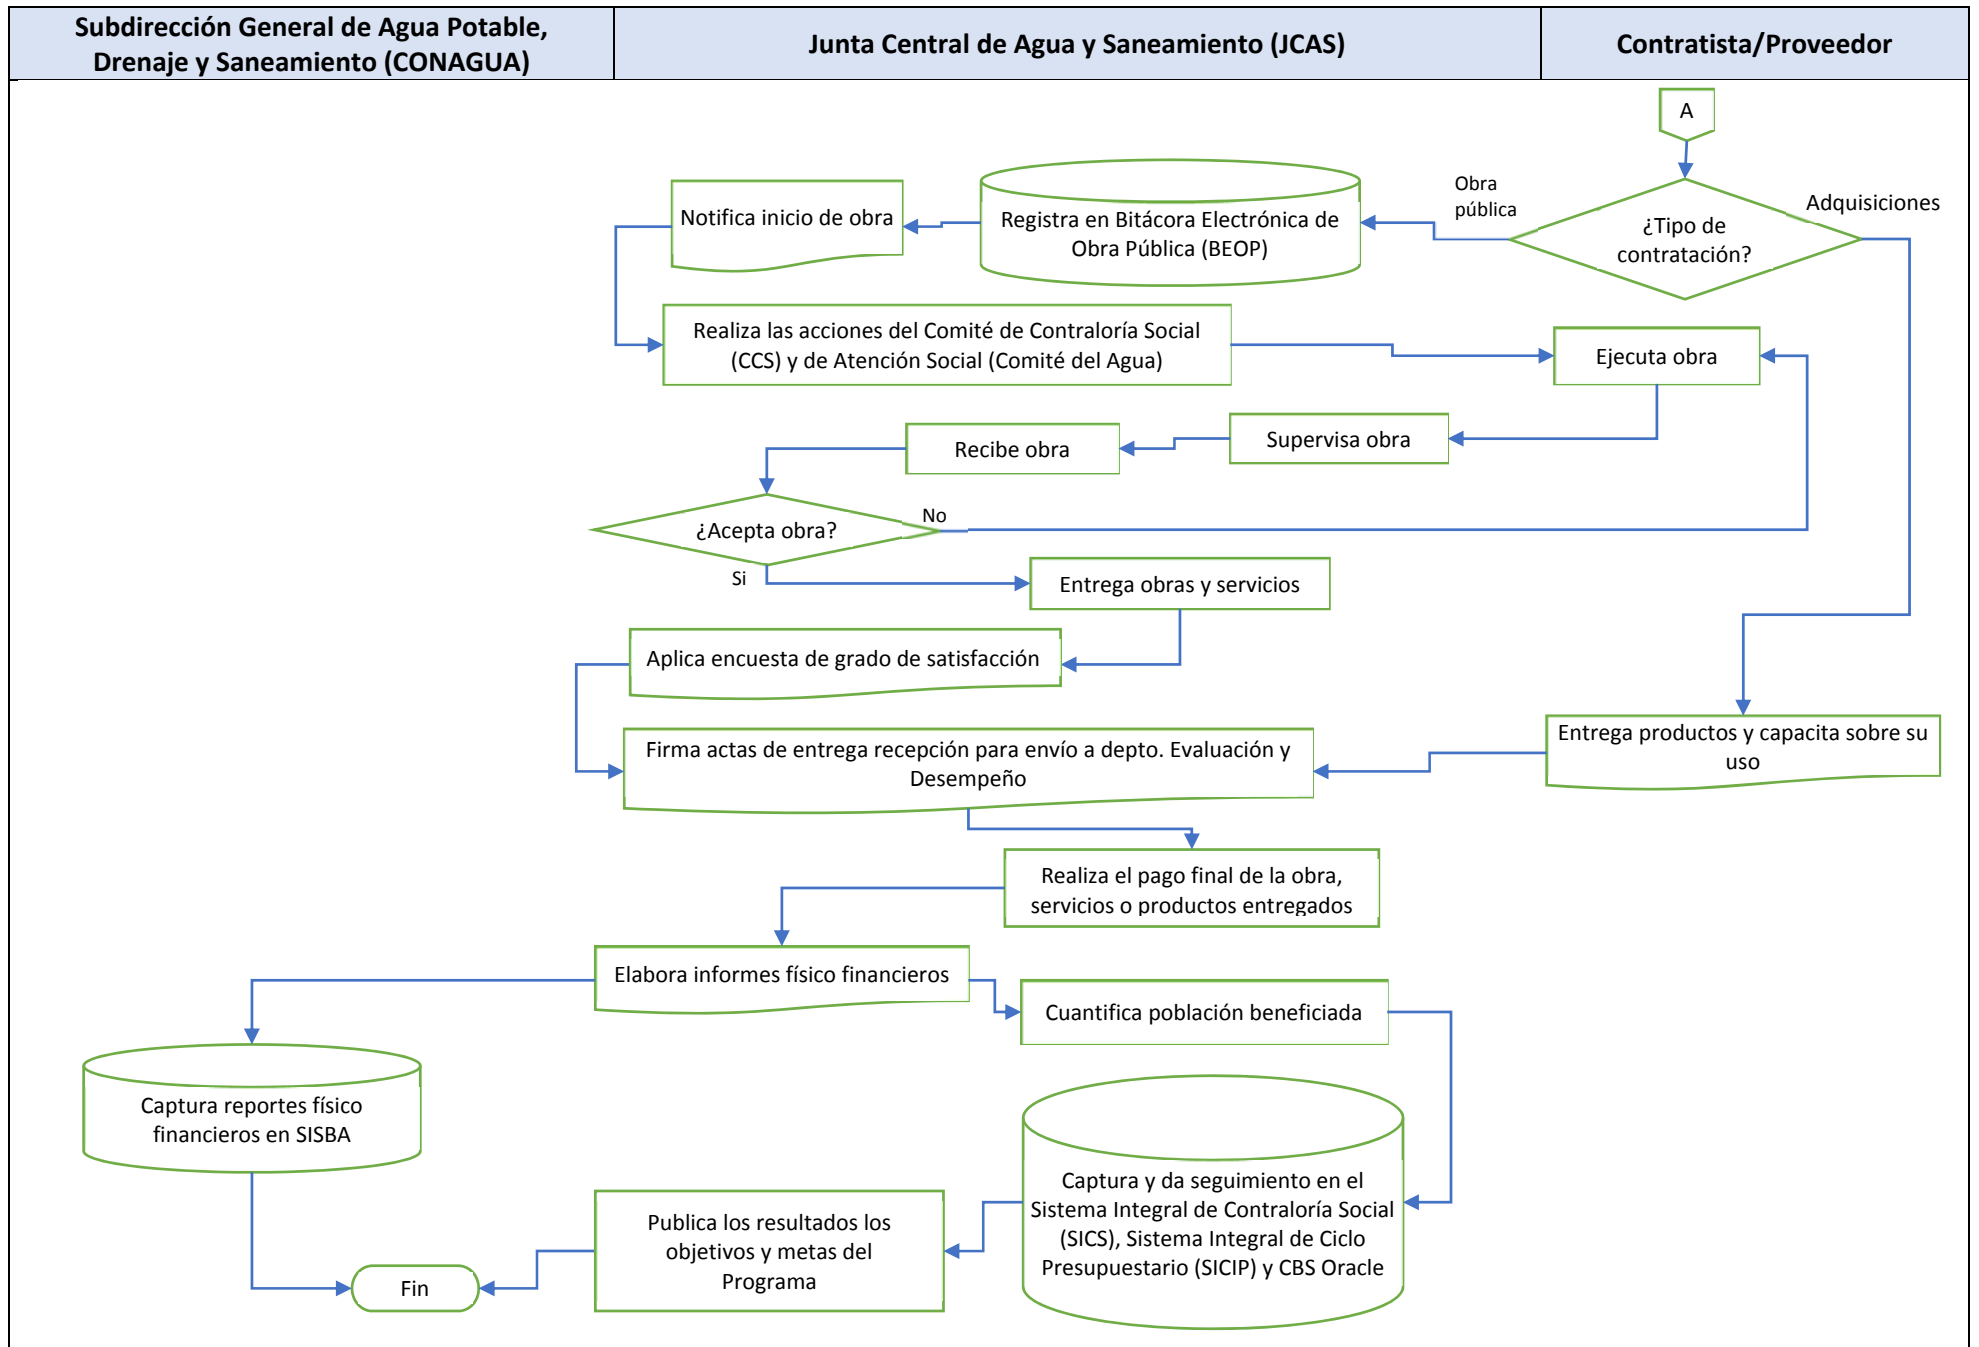 Subdirección General de Agua Potable,
Drenaje y Saneamiento (CONAGUA)
Junta Central de Agua y Saneamiento (JCAS)
Contratista/Proveedor
A
¿Tipo de
contratación?
Obra
pública
Adquisiciones
Registra en Bitácora Electrónica de
Obra Pública (BEOP)
Notifica inicio de obra
Realiza las acciones del Comité de Contraloría Social
(CCS) y de Atención Social (Comité del Agua)
Ejecuta obra
Supervisa obra
Recibe obra
¿Acepta obra?
No
Si
Entrega obras y servicios
Aplica encuesta de grado de satisfacción
Firma actas de entrega recepción para envío a depto. Evaluación y
Desempeño
Entrega productos y capacita sobre su
uso
Realiza el pago final de la obra,
servicios o productos entregados
Elabora informes físico financieros
Cuantifica población beneficiada
Captura reportes físico
financieros en SISBA
Captura y da seguimiento en el
Sistema Integral de Contraloría Social
(SICS), Sistema Integral de Ciclo
Presupuestario (SICIP) y CBS Oracle
Publica los resultados los
objetivos y metas del
Programa
Fin